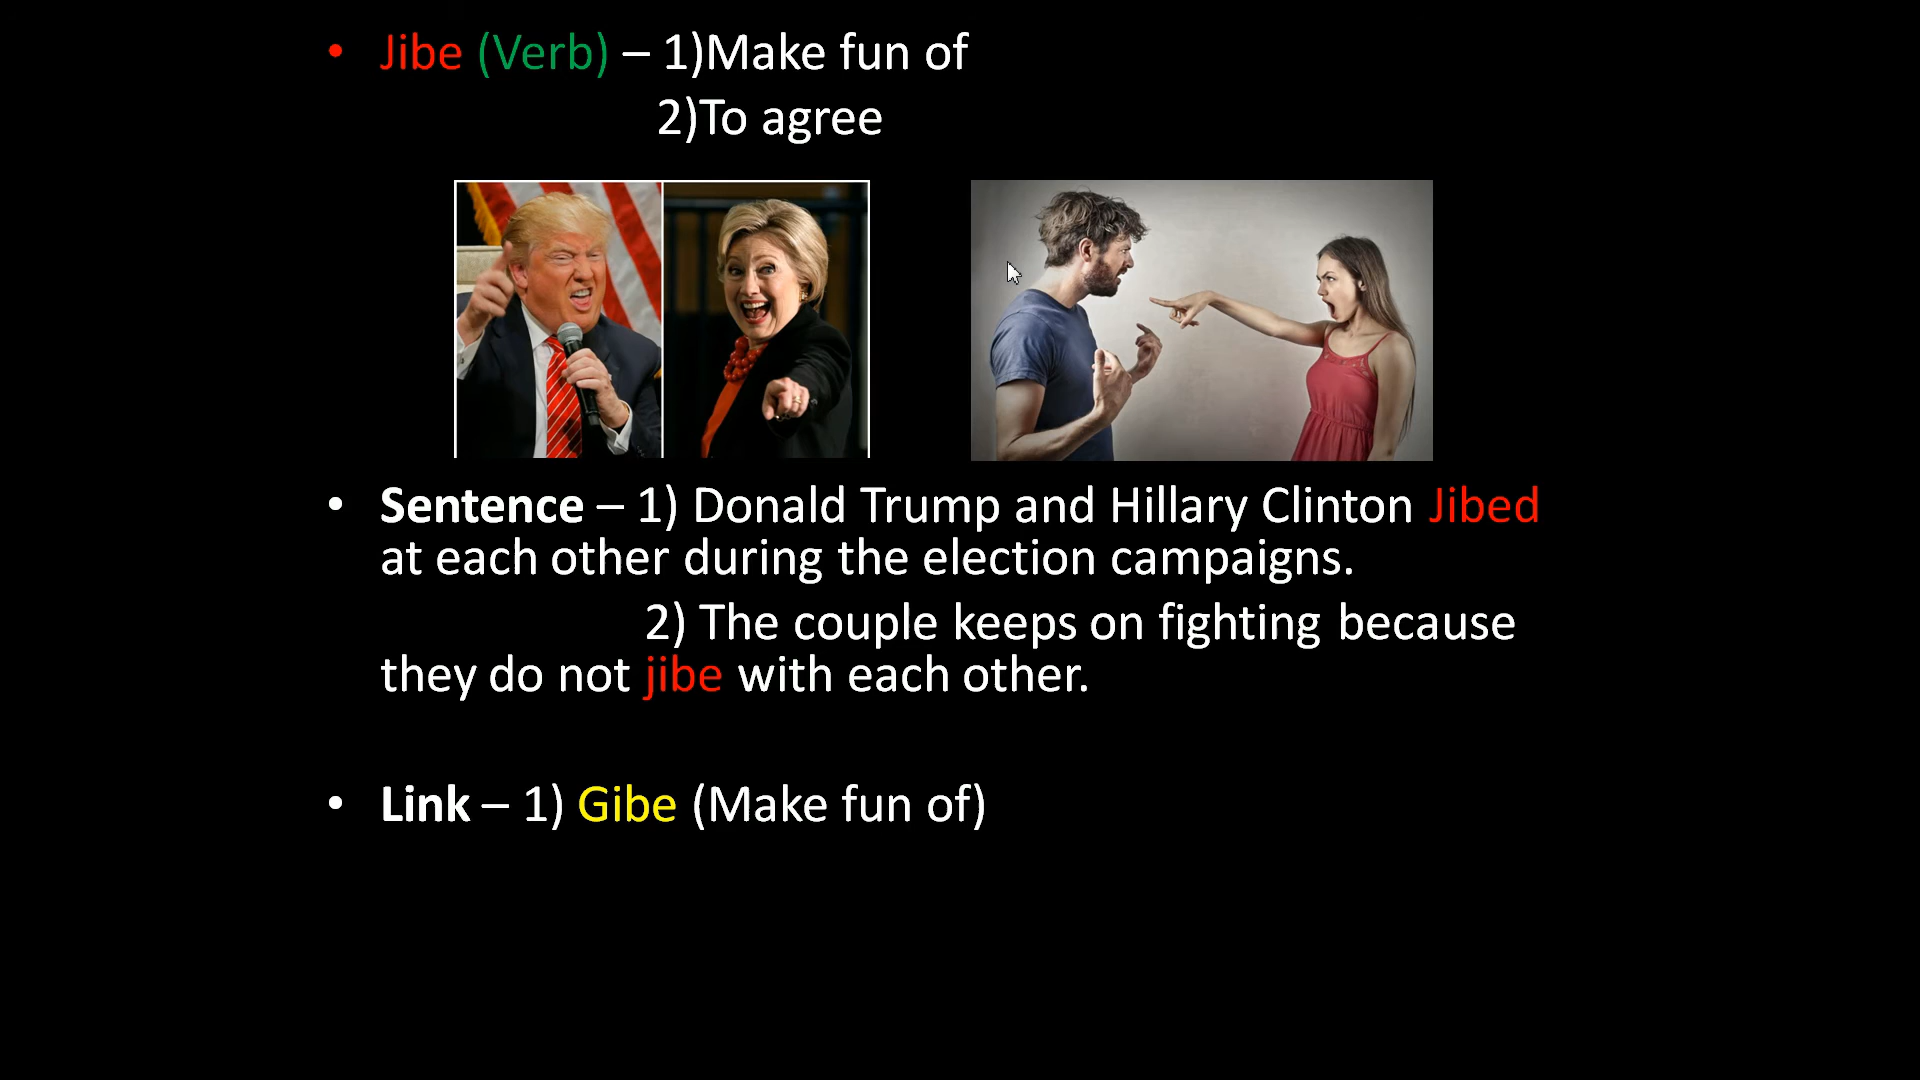 • Jibe (Verb) – 1)Make fun of
2)To agree
• Sentence – 1) Donald Trump and Hillary Clinton Jibed
at each other during the election campaigns.
2) The couple keeps on fighting because
they do not jibe with each other.
• Link – 1) Gibe (Make fun of)